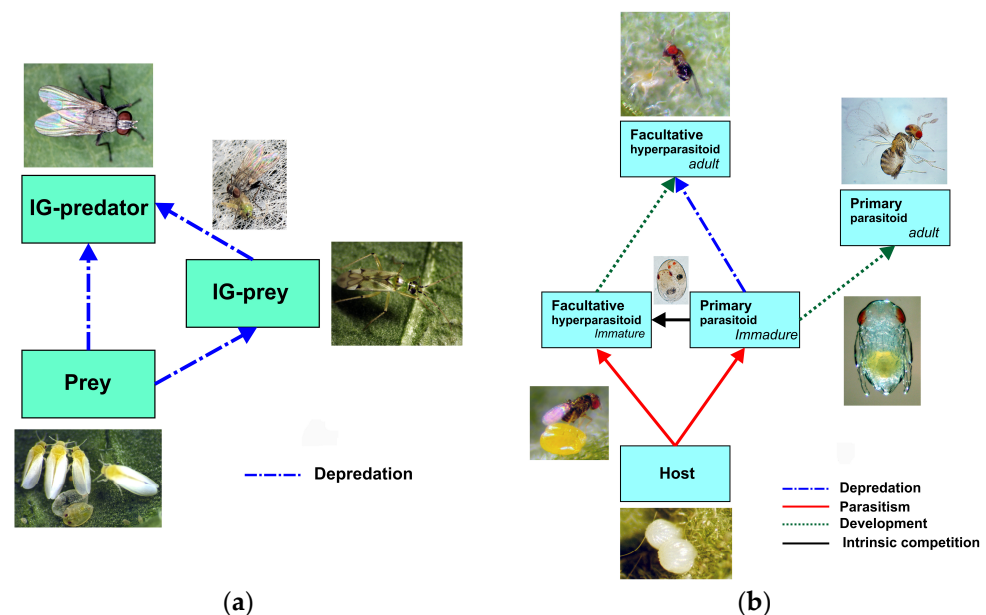 IG-predator
IG-prey
Prey
Depredation
(a)
Facultative
hyperparasitoid
adult
Primary
parasitoid
adult
Facultative
hyperparasitoid
Immature
Primary
parasitoid
Immadure
Host
Depredation
Parasitism
Development
Intrinsic competition
(b)